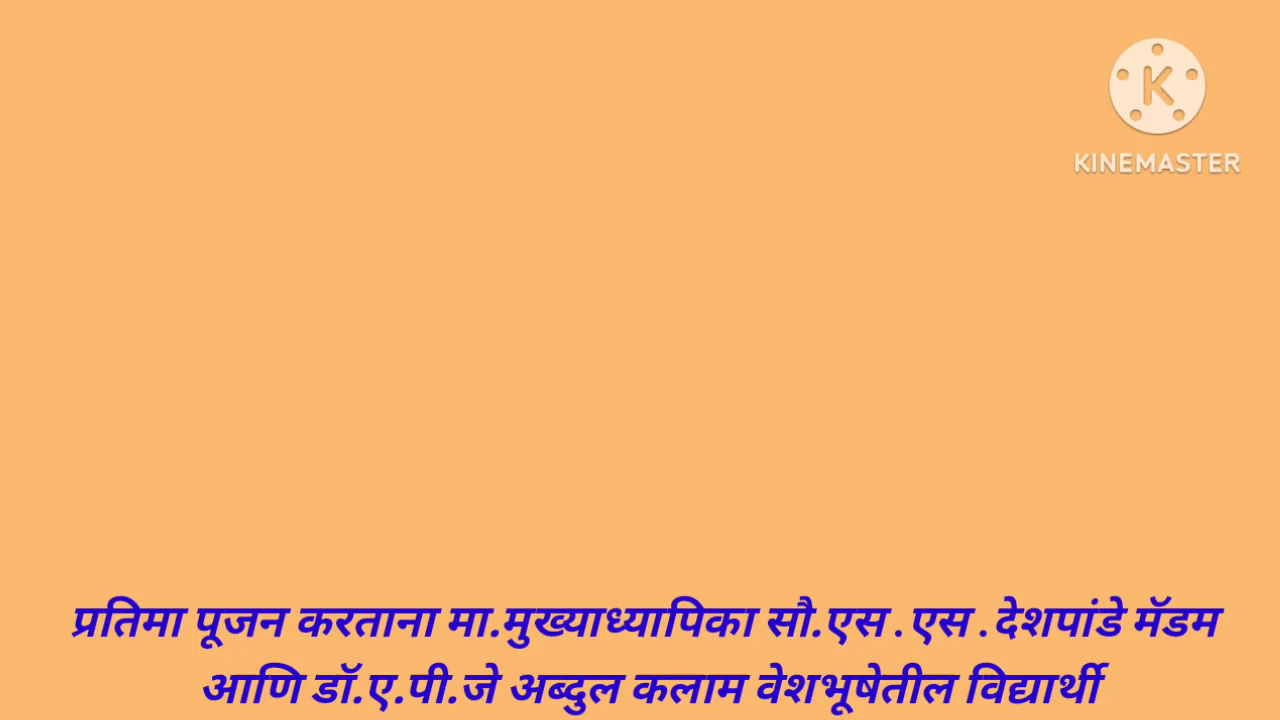 K
KINEMASTER
प्रतिमा पूजन करताना मा.मुख्याध्यापिका सौ.एस . एस .देशपांडे मॅडम
आणि डॉ.ए.पी.जे अब्दुल कलाम वेशभूषेतील विद्यार्थी